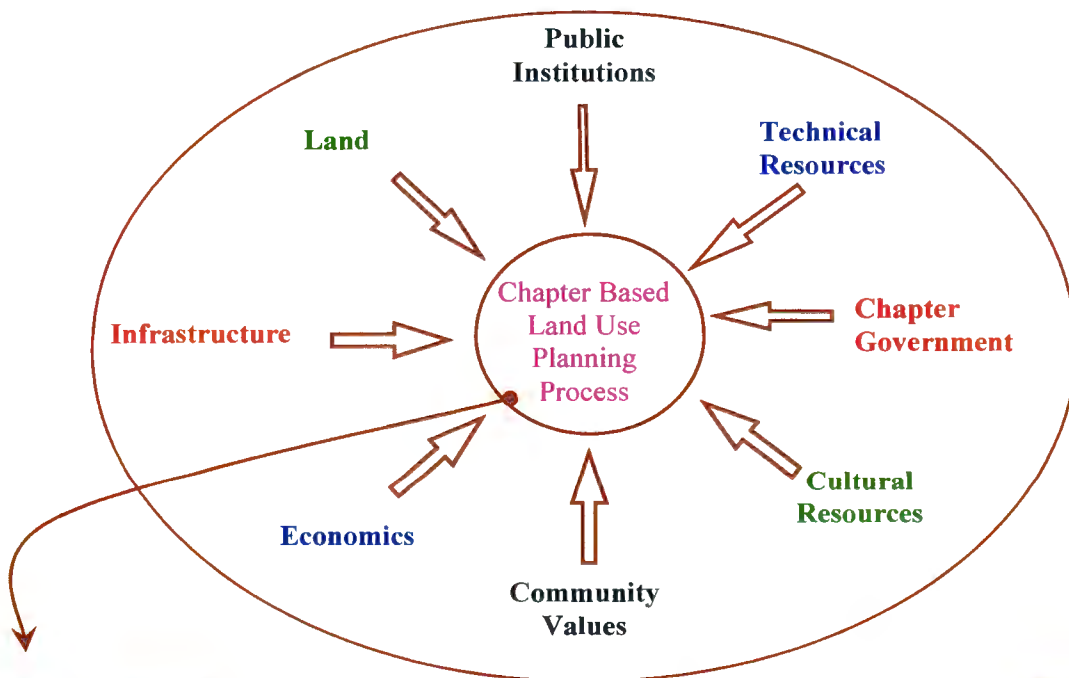 Public
Institutions
Land
Technical
Resources
Chapter Based
Land Use
Planning
Process
Infrastructure
Chapter
Government
Economics
Cultural
Resources
Community
Values